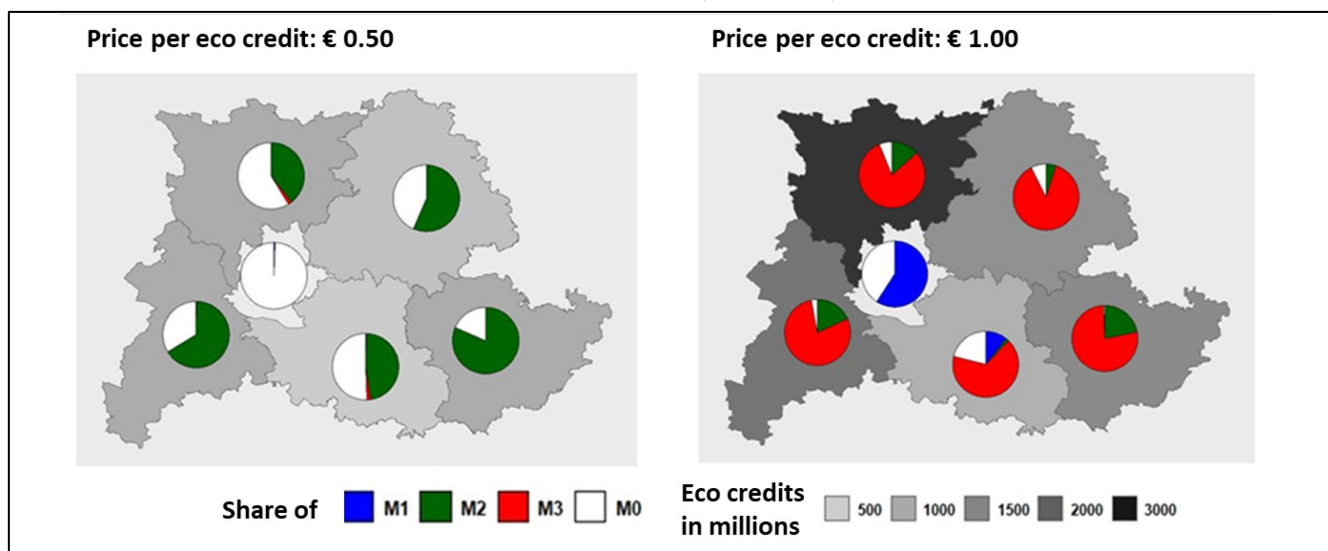 Price per eco credit: € 0.50
Price per eco credit: € 1.00
Share of M1 M2 M3 M0
Eco credits in millions 500 1000 1500 2000 3000